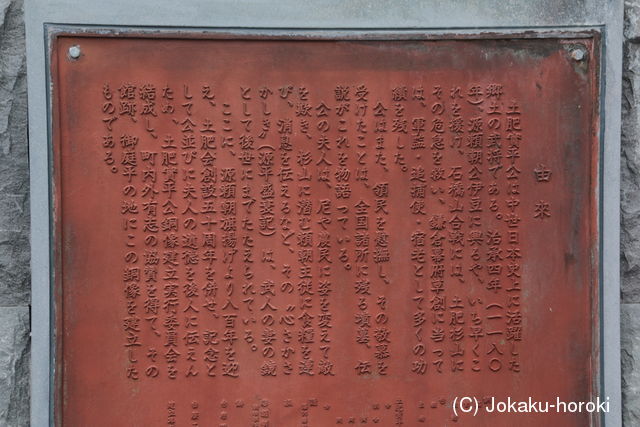 由来
土肥實平公は中世日本史上に活躍した
郷土の武将である。治承四年（一一八〇
年）源頼朝公伊豆に興るや、いち早くこ
れを援け、石橋山合戦には、土肥杉山に
その危急を救い、鎌倉幕府草創に当って
は、軍監・追捕使・宿老として多くの功
績を残した。
公はまた、領民を慰撫し、その敬慕を
受けたことは、全国諸所に残る墳墓、伝
説がこれを物語っている。
公の夫人は、尼や農民に姿を変えて敵
を欺き、杉山に潜む頼朝主従に食糧を運
び、消息を伝えるなど、その〝心さかさ
かしき〟（源平盛衰記）は、武人の妻の鏡
として後世にまでたたえられている。
ここに、源頼朝旗揚げより八百年を迎
え、土肥会創設五十周年を併せ、記念と
して公並びに夫人の遺徳を後人に伝えん
ため、土肥實平公銅像建立実行委員会を
結成し、町内外有志の協賛を得て、その
館跡、御庭平の地にこの銅像を建立した
ものである。
(C) Jokaku-horoki